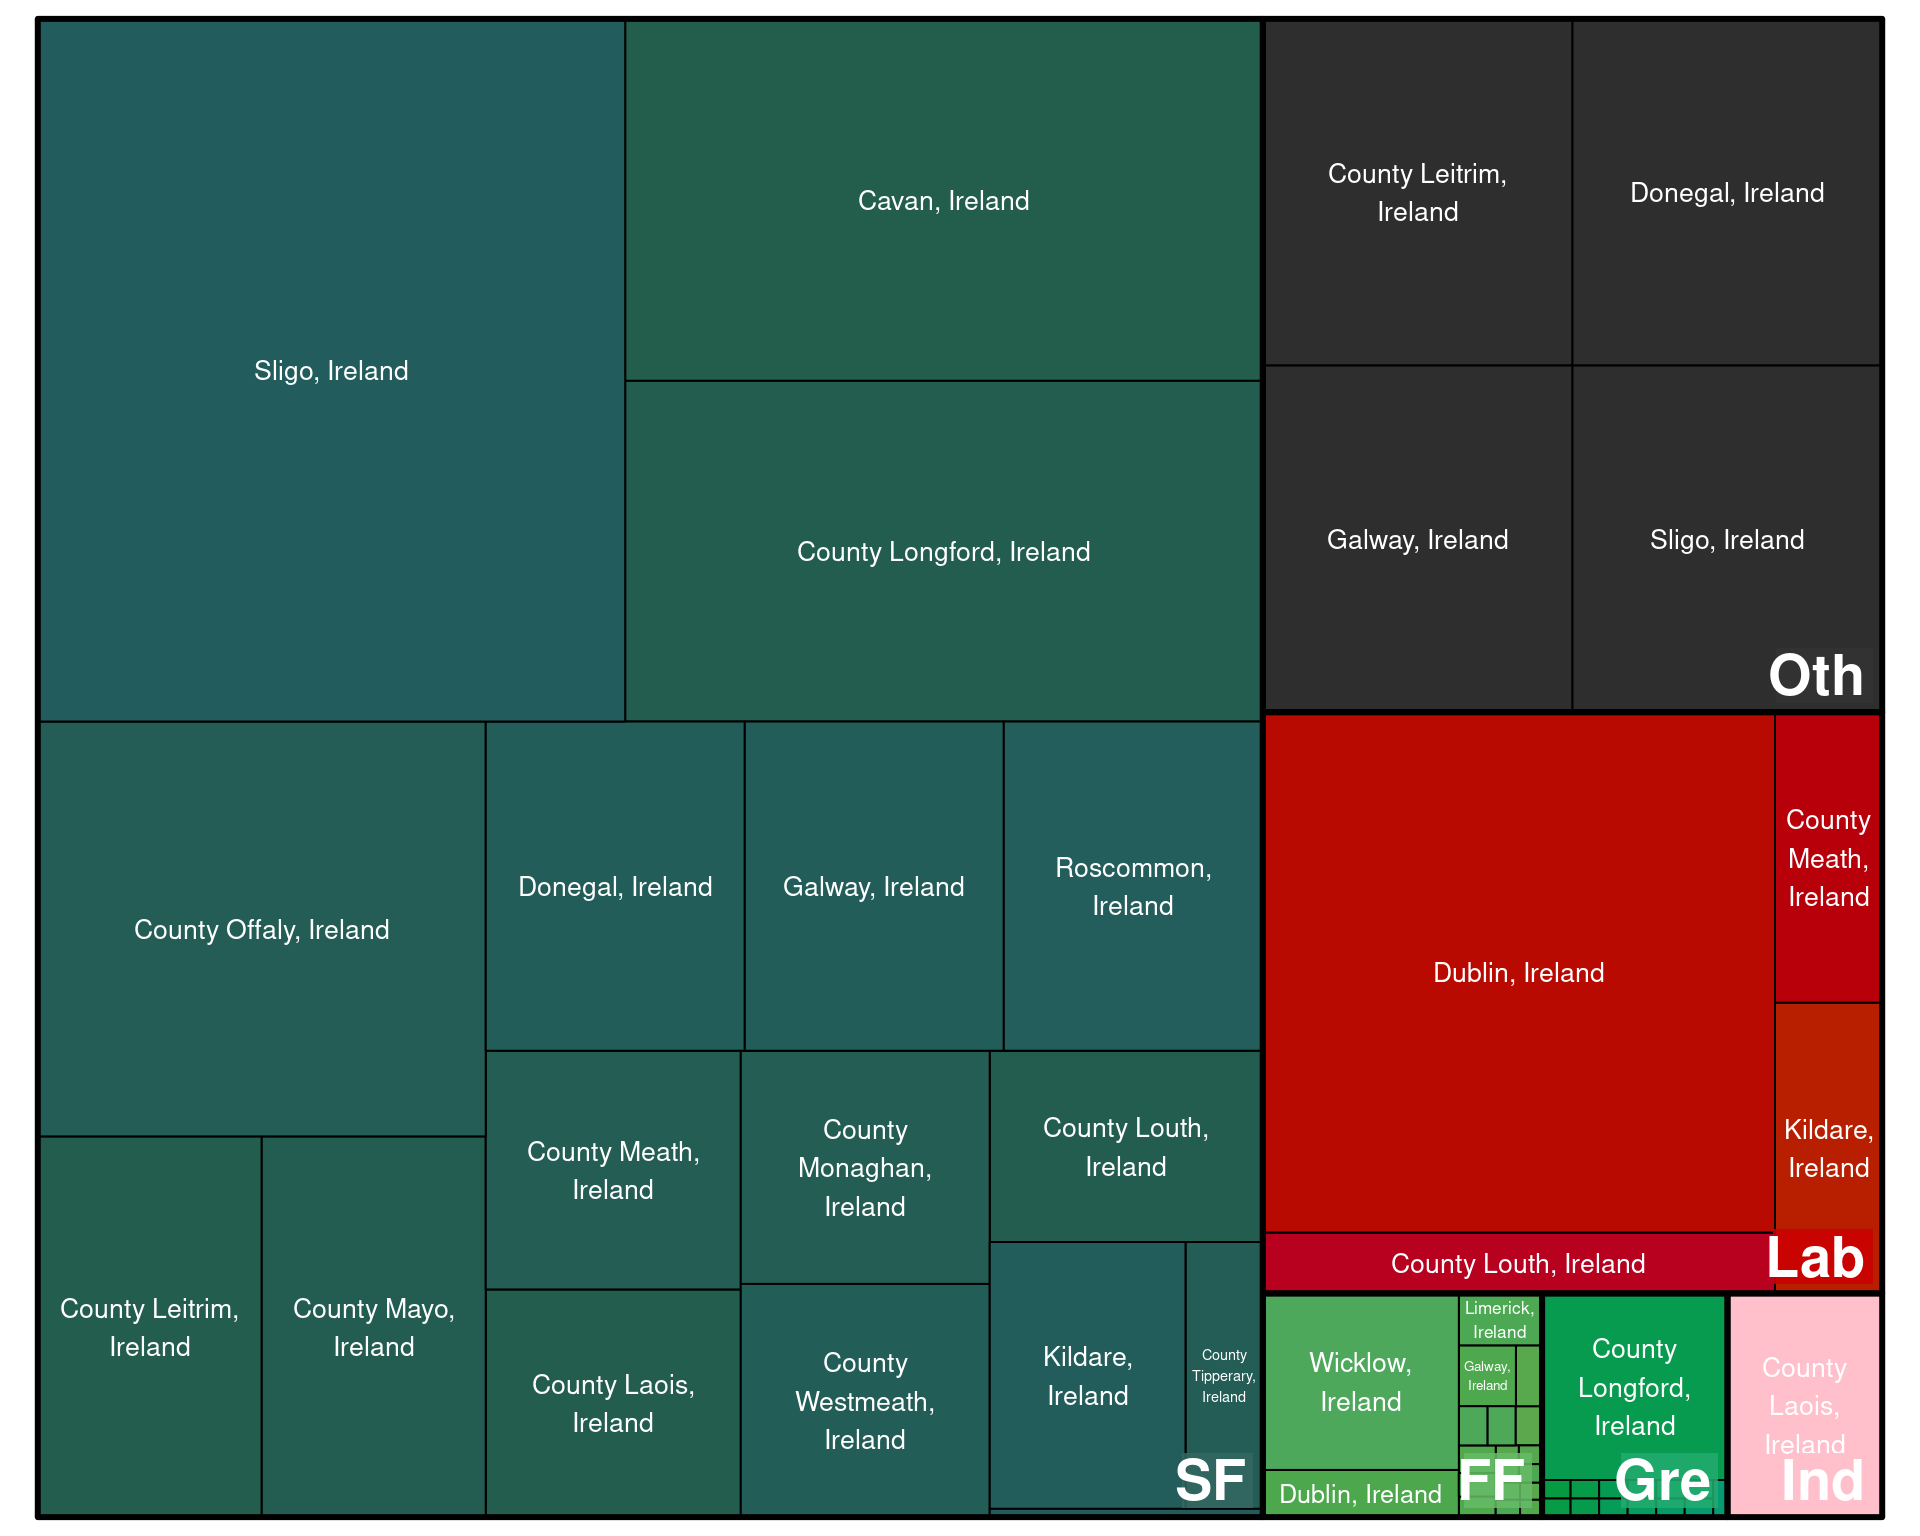 Sligo, Ireland
Cavan, Ireland
County Longford, Ireland
County Offaly, Ireland
Donegal, Ireland
Galway, Ireland
Roscommon,
Ireland
County Leitrim,
Ireland
County Mayo,
Ireland
County Meath,
Ireland
County Laois,
Ireland
County
Monaghan,
Ireland
County
Westmeath,
Ireland
County Louth,
Ireland
Kildare,
Ireland
County
Tipperary,
Ireland
SF
County Leitrim,
Ireland
Donegal, Ireland
Galway, Ireland
Sligo, Ireland
Oth
Dublin, Ireland
County
Meath,
Ireland
Kildare,
Ireland
County Louth, Ireland
Lab
Wicklow,
Ireland
Dublin, Ireland
Limerick,
Ireland
Galway,
Ireland
FF
County
Longford,
Ireland
Gre
County
Laois,
Ireland
Ind